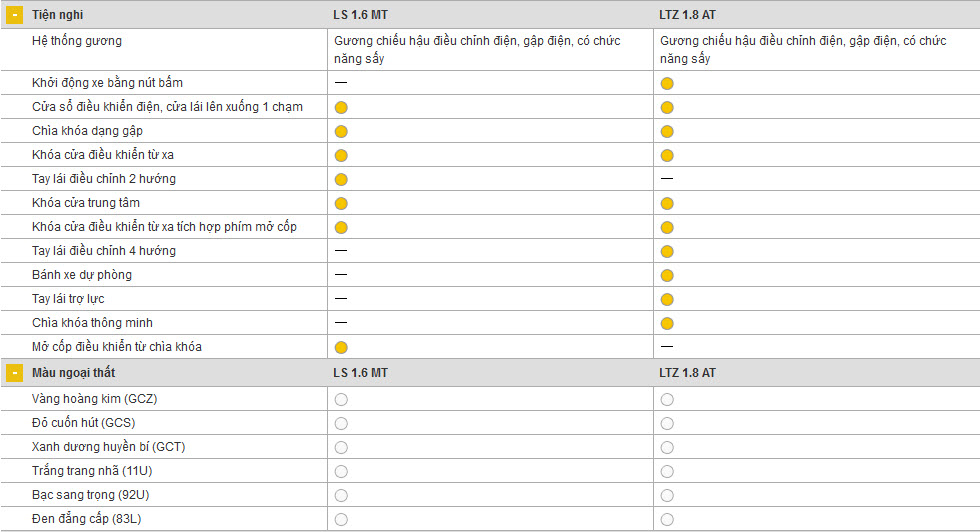 - Tiện nghi LS 1.6 MT LTZ 1.8 AT
Hệ thống gương Gương chiếu hậu điều chỉnh điện, gập điện, có chức Gương chiếu hậu điều chỉnh điện, gập điện, có chức
năng sấy năng sấy
Khởi động xe bằng nút bấm —
Cửa sổ điều khiển điện, cửa lái lên xuống 1 chạm
Chìa khóa dạng gập
Khóa cửa điều khiển từ xa
Tay lái điều chỉnh 2 hướng —
Khóa cửa trung tâm
Khóa cửa điều khiển từ xa tích hợp phím mở cốp
Tay lái điều chỉnh 4 hướng —
Bánh xe dự phòng —
Tay lái trợ lực —
Chìa khóa thông minh —
Mở cốp điều khiển từ chìa khóa —
- Màu ngoại thất LS 1.6 MT LTZ 1.8 AT
Vàng hoàng kim (GCZ)
Đỏ cuốn hút (GCS)
Xanh dương huyền bí (GCT)
Trắng trang nhã (11U)
Bạc sang trọng (92U)
Đen đẳng cấp (83L)